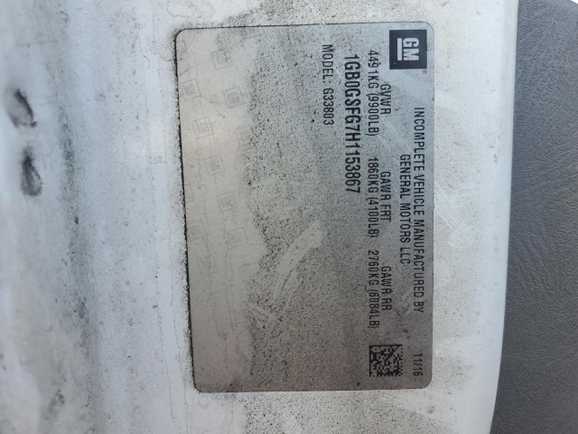 GM
INCOMPLETE VEHICLE MANUFACTURED BY
GENERAL MOTORS LLC
11/16
GVWR GAWR FRT GAWR RR
4491KG (9900LB) 1860KG (4100LB) 2760KG (6084LB)
1GB0GSFG7H1153867
MODEL: G33803